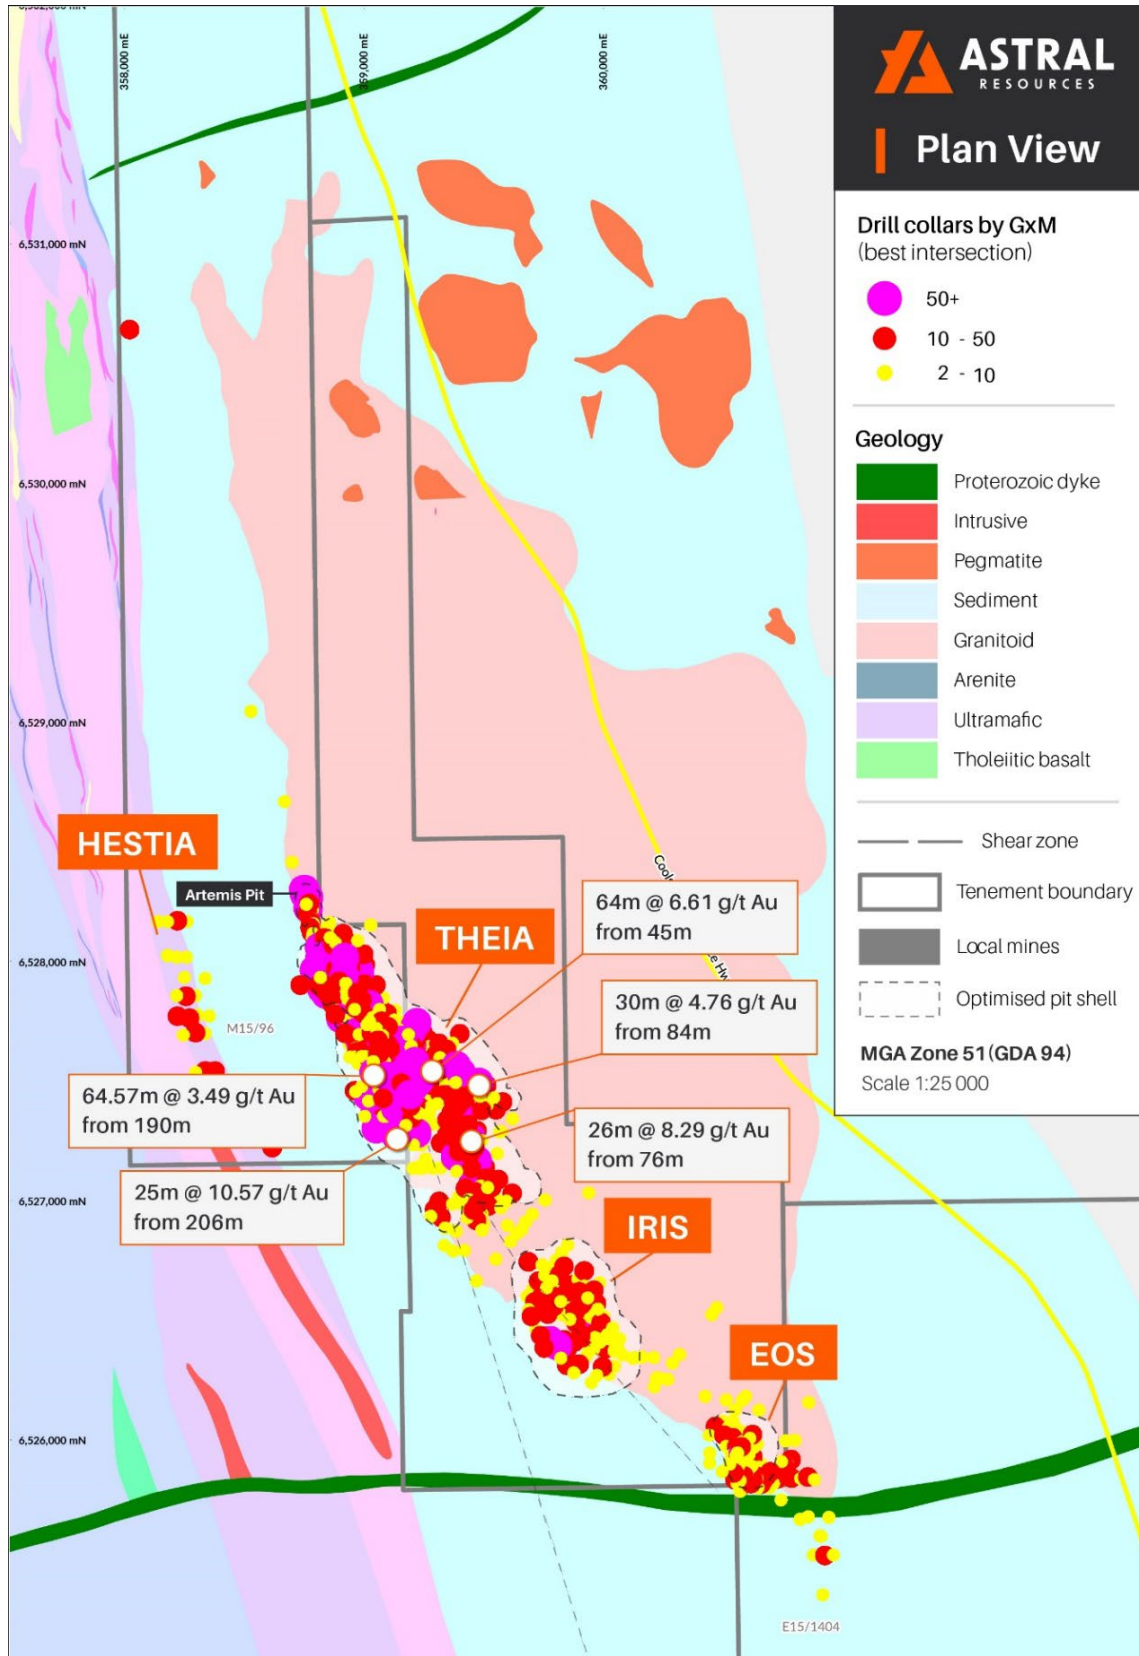 ASTRAL
RESOURCES
Plan View
Drill collars by GxM
(best intersection)
50+
10 - 50
2 - 10
Geology
Proterozoic dyke
Intrusive
Pegmatite
Sediment
Granitoid
Arenite
Ultramafic
Tholeiitic basalt
Shear zone
Tenement boundary
Local mines
Optimised pit shell
MGA Zone 51 (GDA 94)
Scale 1:25 000
358,000 mE
359,000 mE
360,000 mE
6,531,000 mN
6,530,000 mN
6,529,000 mN
HESTIA
Artemis Pit
THEIA
64m @ 6.61 g/t Au
from 45m
6,528,000 mN
30m @ 4.76 g/t Au
from 84m
M15/96
64.57m @ 3.49 g/t Au
from 190m
26m @ 8.29 g/t Au
from 76m
25m @ 10.57 g/t Au
from 206m
6,527,000 mN
IRIS
EOS
6,526,000 mN
E15/1404